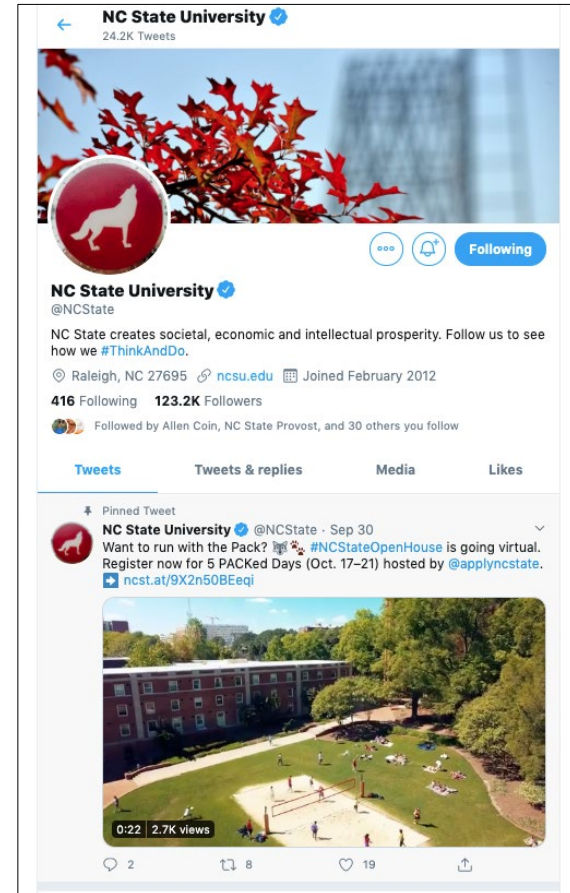 NC State University
24.2K Tweets
Following
NC State University
@NCState
NC State creates societal, economic and intellectual prosperity. Follow us to see
how we #ThinkAndDo.
Raleigh, NC 27695 ncsu.edu Joined February 2012
416 Following 123.2K Followers
Followed by Allen Coin, NC State Provost, and 30 others you follow
Tweets Tweets & replies Media Likes
Pinned Tweet
NC State University @NCState · Sep 30
Want to run with the Pack? 🐺🐾 #NCStateOpenHouse is going virtual.
Register now for 5 PACKed Days (Oct. 17–21) hosted by @applyncstate.
➡️ ncst.at/9X2n50BEeqi
0:22 2.7K views
2 8 19